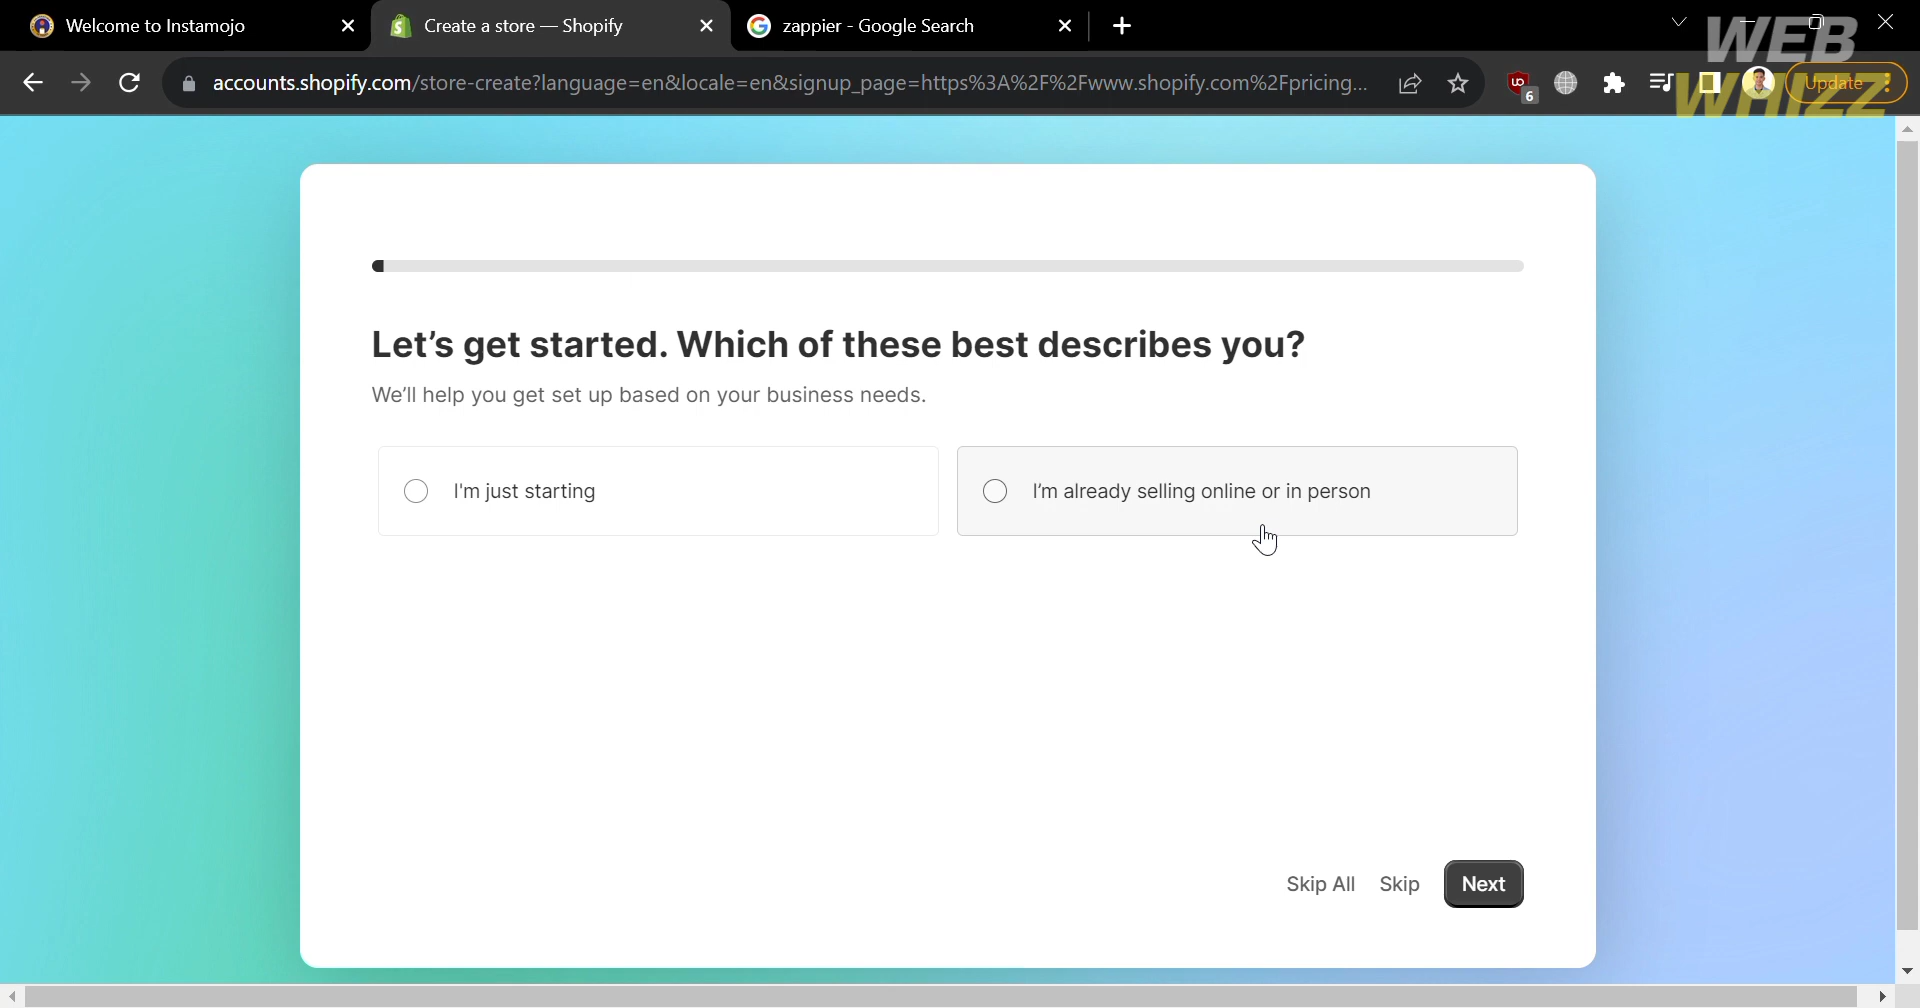 Welcome to Instamojo
Create a store — Shopify
zappier - Google Search
WEB
WHIZZ
accounts.shopify.com/store-create?language=en&locale=en&signup_page=https%3A%2F%2Fwww.shopify.com%2Fpricing...
6
Update
Let’s get started. Which of these best describes you?
We’ll help you get set up based on your business needs.
I'm just starting
I’m already selling online or in person
Skip All
Skip
Next